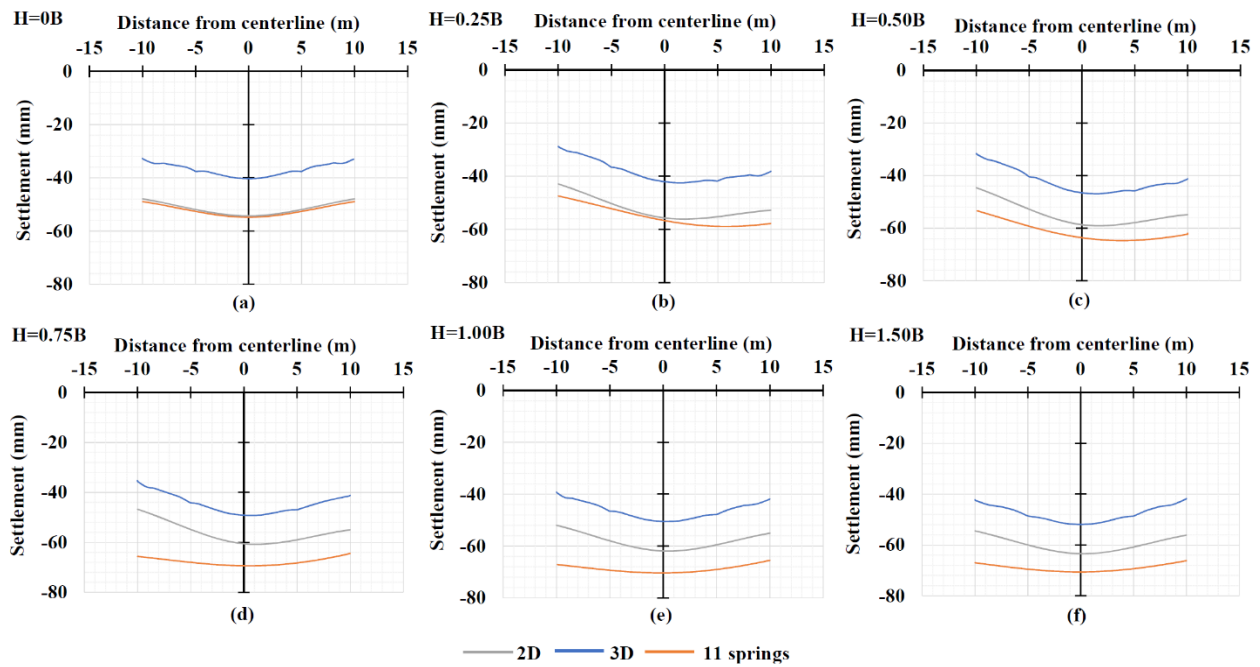 H=0B
Distance from centerline (m)
-15 -10 -5 0 5 10 15
0
-20
-40
-60
-80
Settlement (mm)
(a)
H=0.25B
Distance from centerline (m)
-15 -10 -5 0 5 10 15
0
-20
-40
-60
-80
Settlement (mm)
(b)
H=0.50B
Distance from centerline (m)
-15 -10 -5 0 5 10 15
0
-20
-40
-60
-80
Settlement (mm)
(c)
H=0.75B
Distance from centerline (m)
-15 -10 -5 0 5 10 15
0
-20
-40
-60
-80
Settlement (mm)
(d)
H=1.00B
Distance from centerline (m)
-15 -10 -5 0 5 10 15
0
-20
-40
-60
-80
Settlement (mm)
(e)
H=1.50B
Distance from centerline (m)
-15 -10 -5 0 5 10 15
0
-20
-40
-60
-80
Settlement (mm)
(f)
2D 3D 11 springs